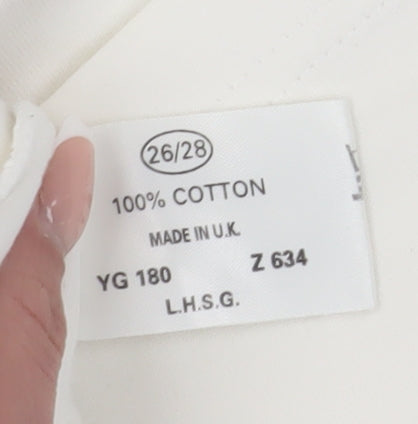 26/28
100% COTTON
MADE IN U.K.
YG 180 Z 634
L.H.S.G.